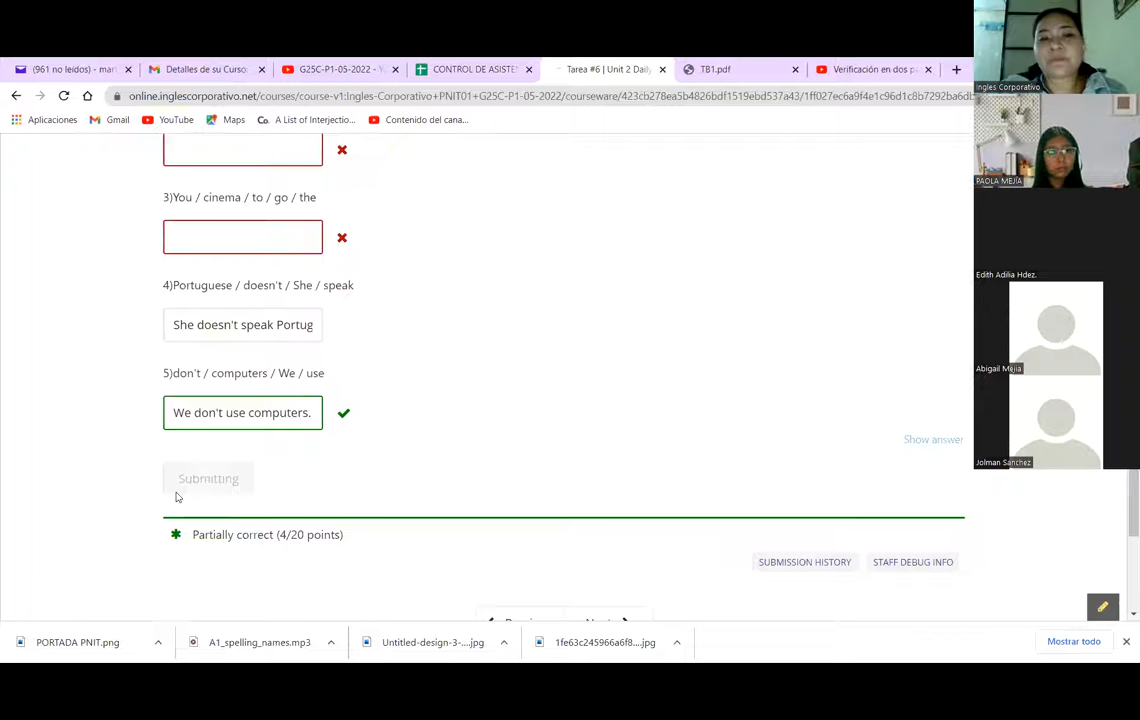 (961 no leídos) - mar
Detalles de su Curso
G25C-P1-05-2022 - Yo
CONTROL DE ASISTE
Tarea #6 | Unit 2 Daily
TB1.pdf
Verificación en dos p
online.inglescorporativo.net/courses/course-v1:Ingles-Corporativo+PNIT01+G25C-P1-05-2022/courseware/423cb278ea5b4826bdf1519ebd537a43/1ff027ec6a9f4e1c96d1c8b7292ba6db
Aplicaciones
Gmail
YouTube
Maps
Co. A List of Interjectio...
Contenido del cana...
Ingles Corporativo
PAOLA MEJIA
Edith Adilia Hdez.
Abigail Mejia
Jolman Sanchez
3)You / cinema / to / go / the
4)Portuguese / doesn't / She / speak
She doesn't speak Portug
5)don't / computers / We / use
We don't use computers.
Show answer
Submitting
Partially correct (4/20 points)
SUBMISSION HISTORY
STAFF DEBUG INFO
PORTADA PNIT.png
A1_spelling_names.mp3
Untitled-design-3-....jpg
1fe63c245966a6f8....jpg
Mostrar todo